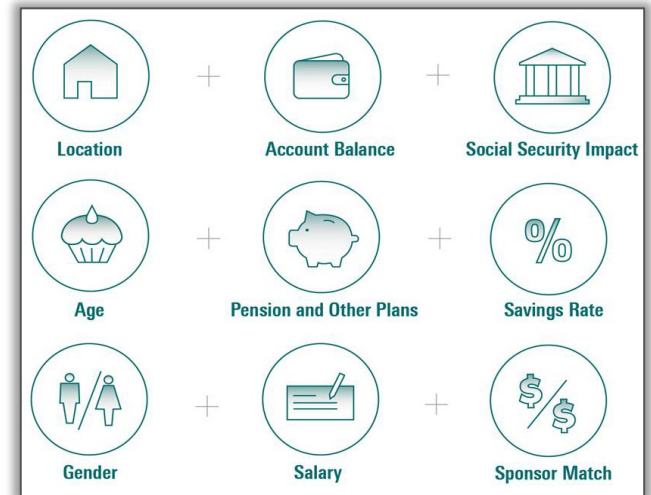 Location
Account Balance
Social Security Impact
%
Age
Pension and Other Plans
Savings Rate
$/$
Gender
Salary
Sponsor Match